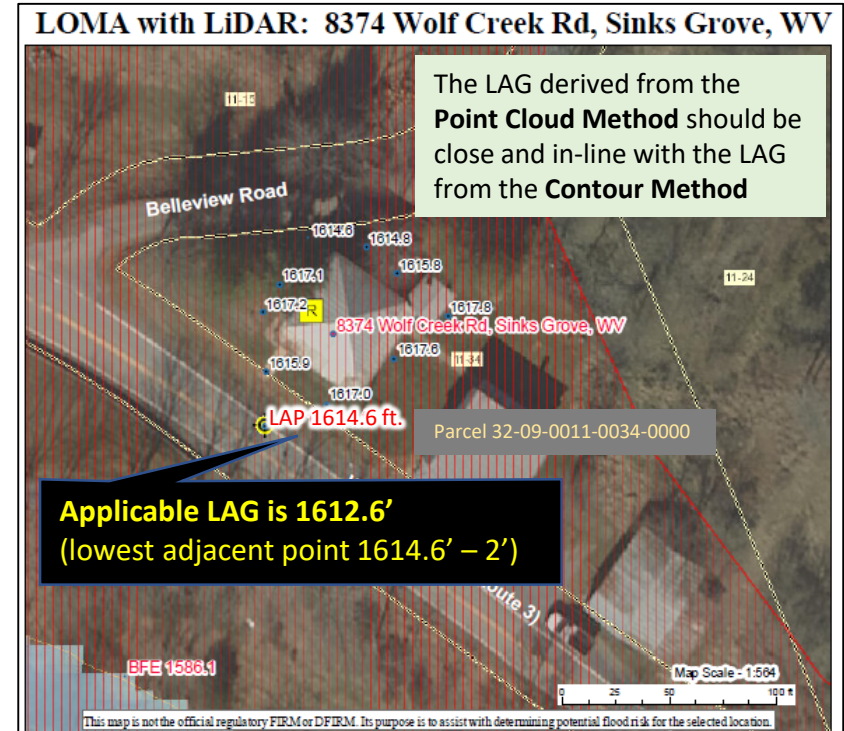 LOMA with LiDAR: 8374 Wolf Creek Rd, Sinks Grove, WV
The LAG derived from the
Point Cloud Method should be
close and in-line with the LAG
from the Contour Method
11-13
Belleview Road
1614.6
1614.8
1615.8
11-24
1617.1
1617.2
R
1617.8
8374 Wolf Creek Rd, Sinks Grove, WV
1617.6
11-34
1615.9
1617.0
LAP 1614.6 ft.
Parcel 32-09-0011-0034-0000
Applicable LAG is 1612.6’
(lowest adjacent point 1614.6’ – 2’)
Route 3)
BFE 1586.1
Map Scale - 1:564
0 25 50 100 ft
This map is not the official regulatory FIRM or DFIRM. Its purpose is to assist with determining potential flood risk for the selected location.